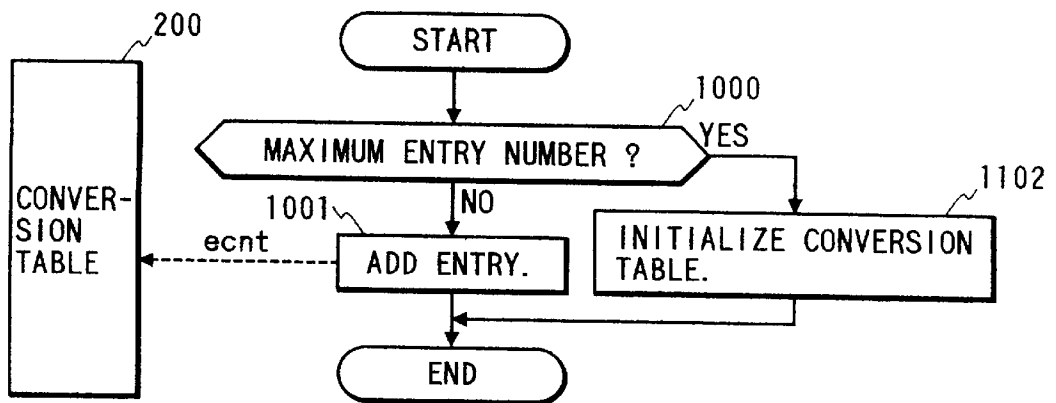 200
START
1000
MAXIMUM ENTRY NUMBER ?
YES
NO
1001
1102
CONVER-
SION
TABLE
ecnt
ADD ENTRY.
INITIALIZE CONVERSION
TABLE.
END